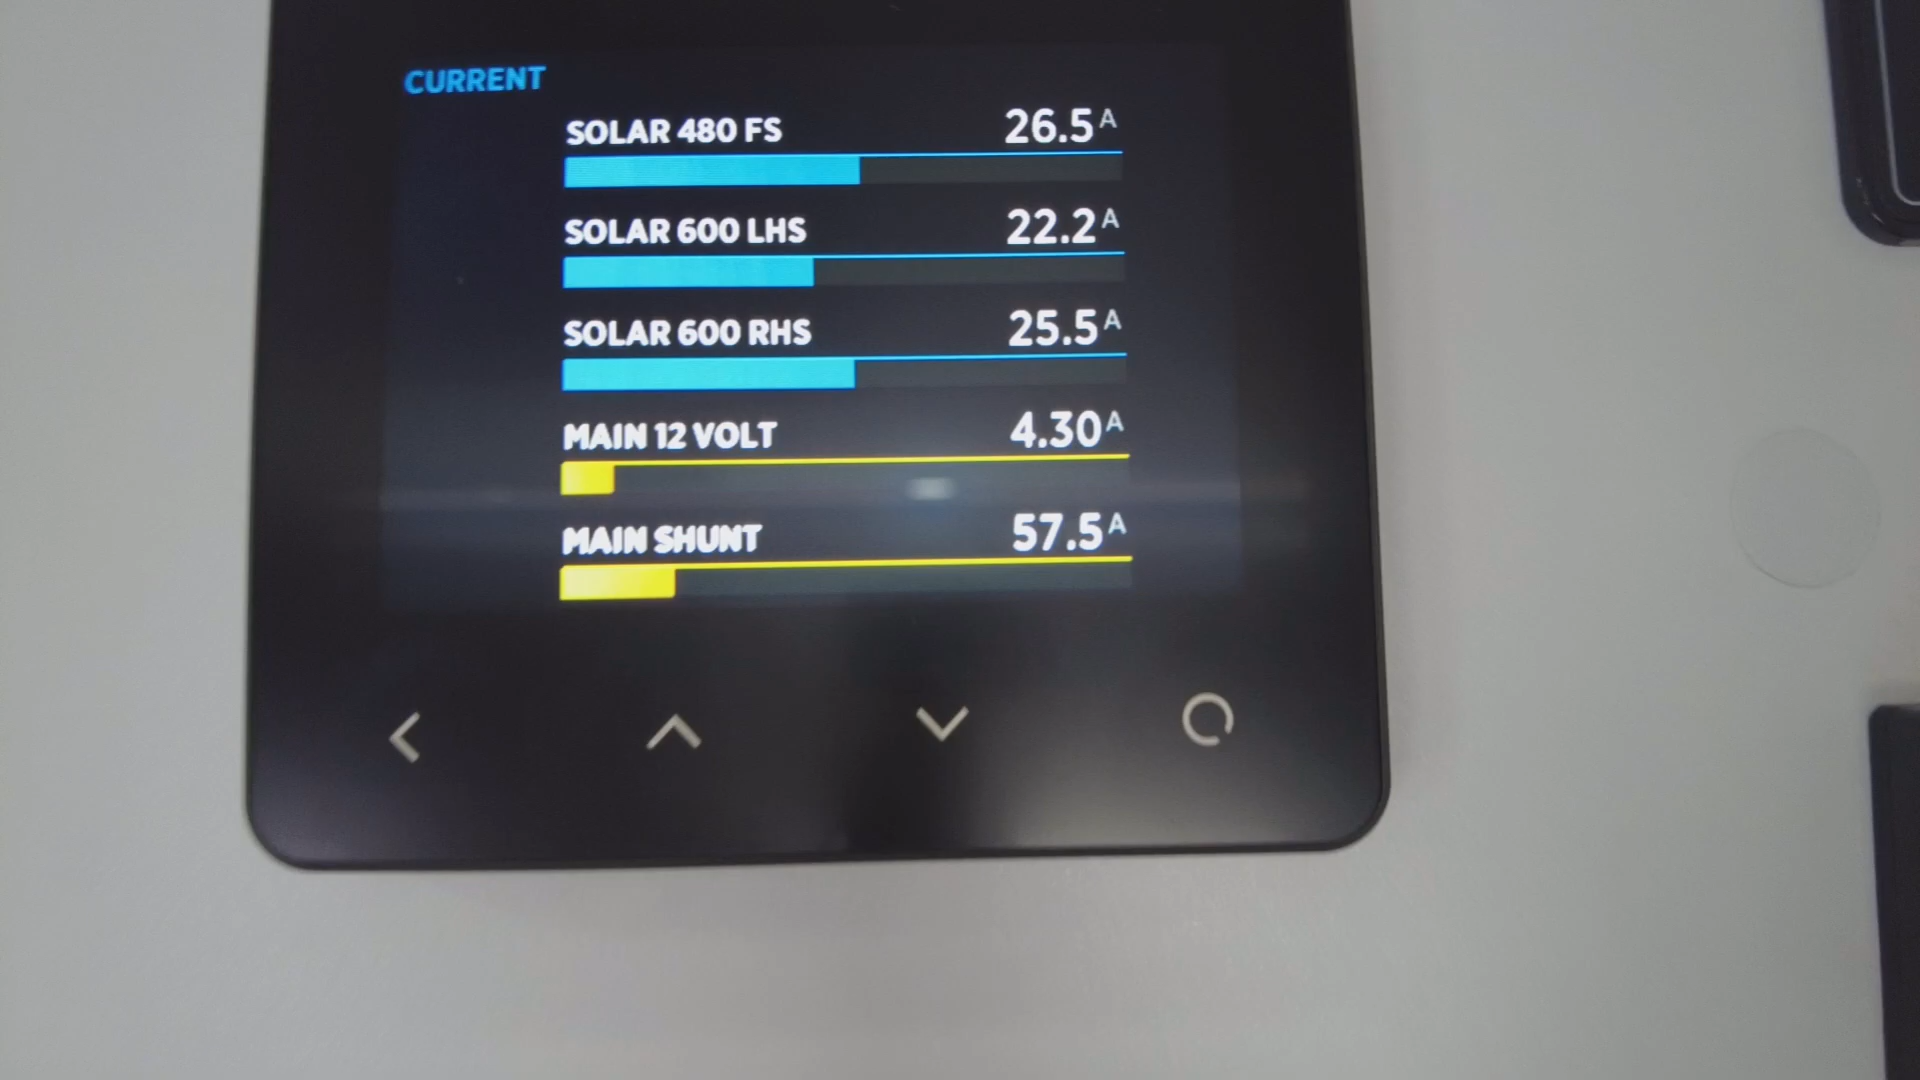 CURRENT
SOLAR 480 FS 26.5 A
SOLAR 600 LHS 22.2 A
SOLAR 600 RHS 25.5 A
MAIN 12 VOLT 4.30 A
MAIN SHUNT 57.5 A